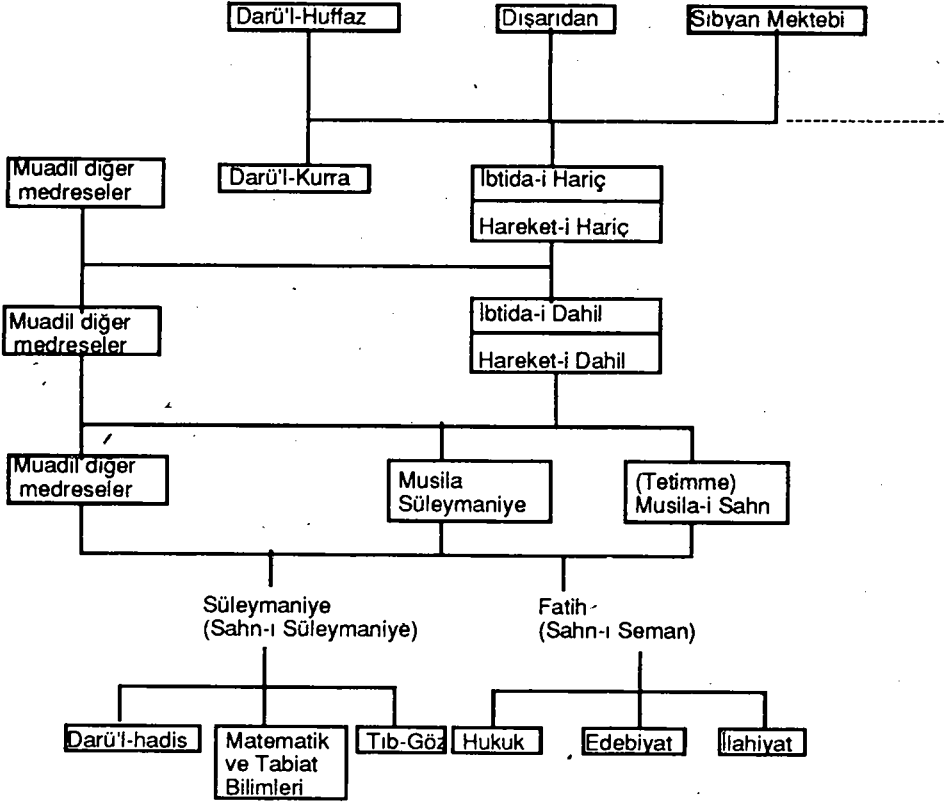 Darü'l-Huffaz
Dışarıdan
Sıbyan Mektebi
Muadil diğer
medreseler
Darü'l-Kurra
İbtida-i Hariç
Hareket-i Hariç
Muadil diğer
medreseler
İbtida-i Dahil
Hareket-i Dahil
Muadil diğer
medreseler
Musila
Süleymaniye
(Tetimme)
Musila-i Sahn
Süleymaniye
(Sahn-ı Süleymaniye)
Fatih
(Sahn-ı Seman)
Darü'l-hadis
Matematik
ve Tabiat
Bilimleri
Tıb-Göz
Hukuk
Edebiyat
İlahiyat